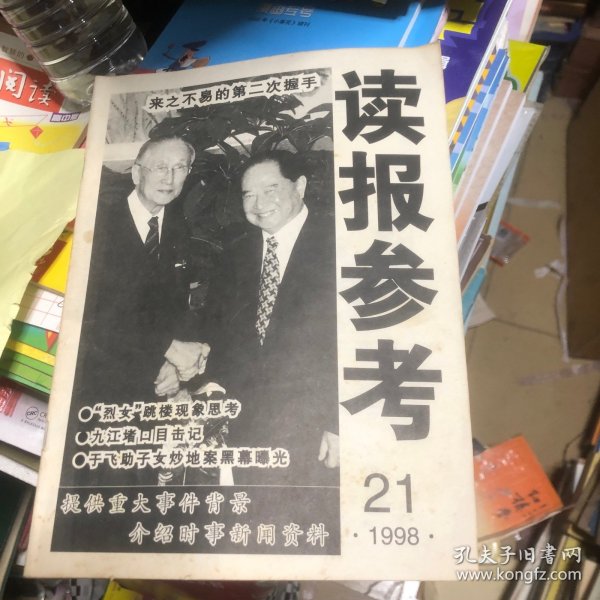 来之不易的第二次握手
读报参考
○“烈女”跳楼现象思考
○九江堵口目击记
○于飞助子女炒地案黑幕曝光
提供重大事件背景
介绍时事新闻资料
21
·1998·
阅读
孔夫子旧书网
www.kongfz.com